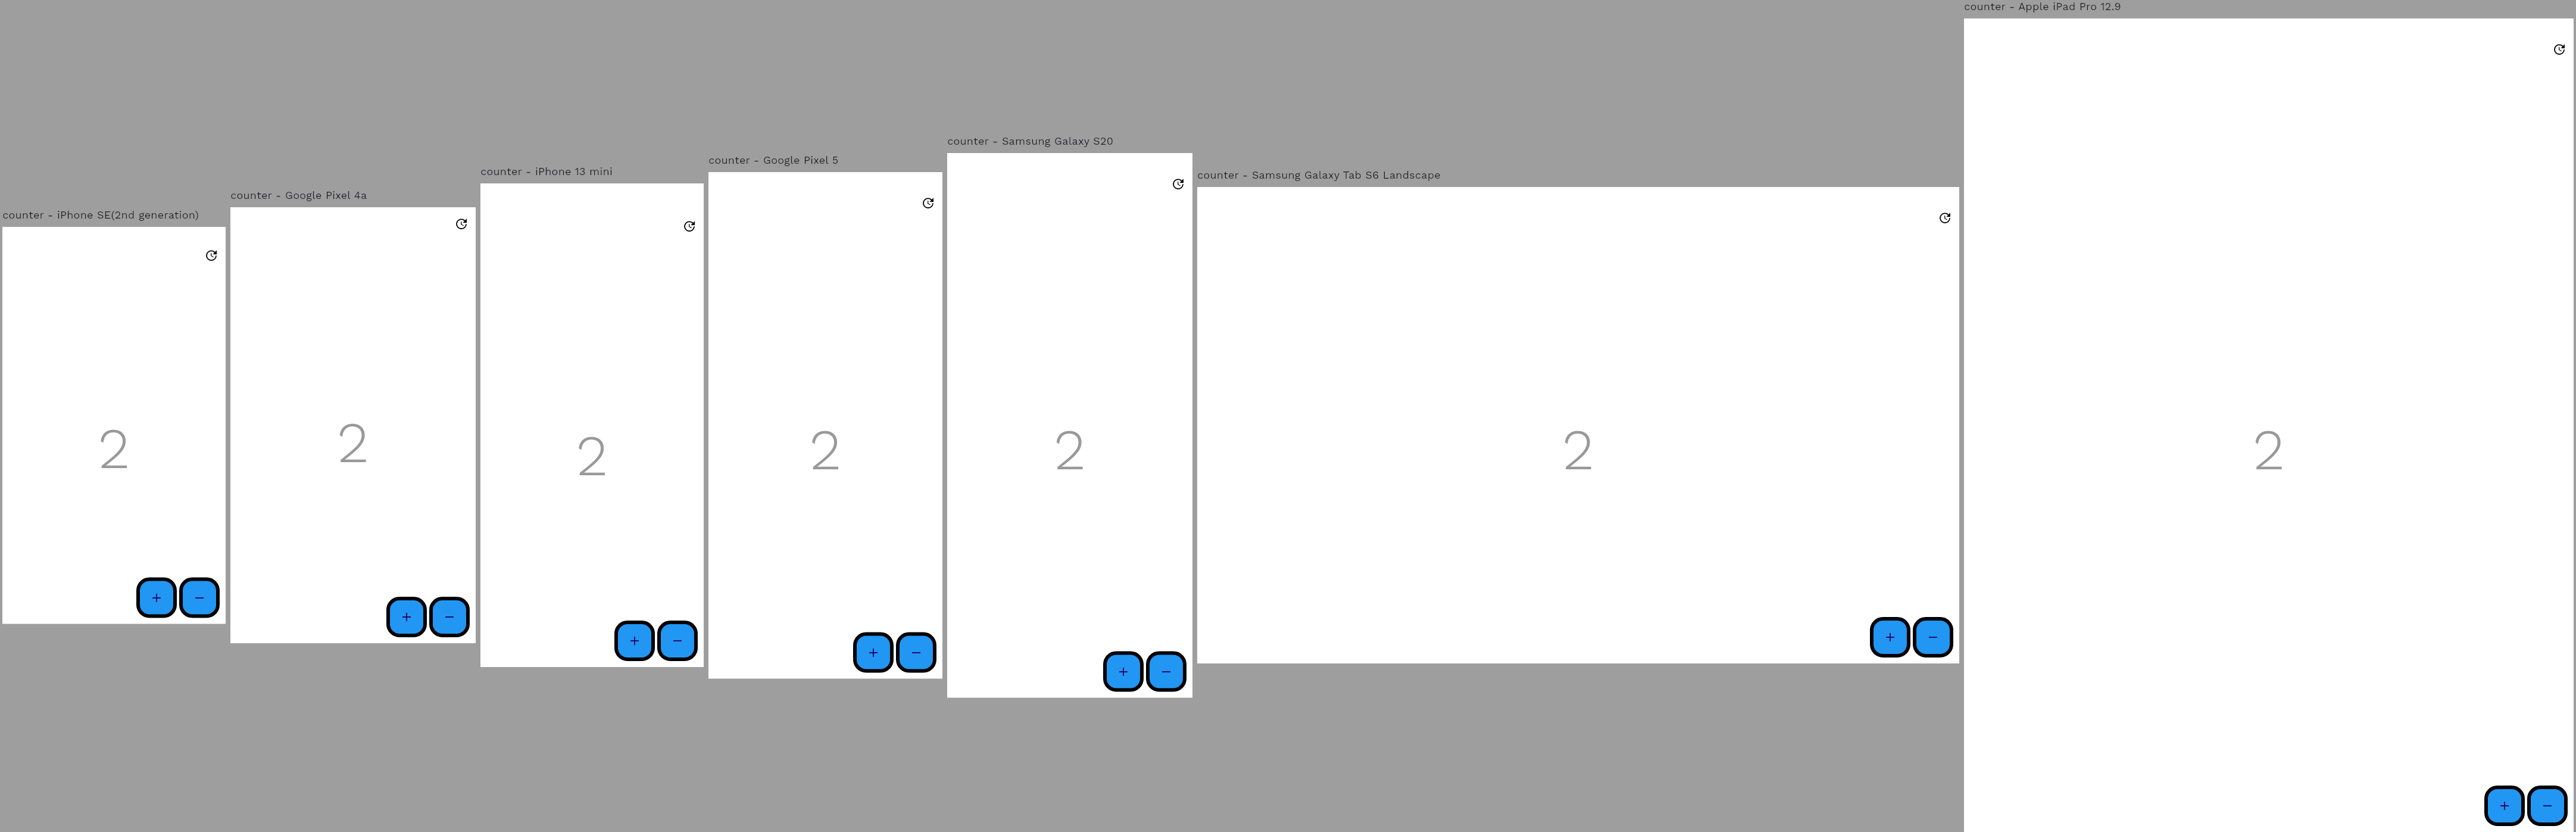 counter - iPhone SE(2nd generation)
2
+ −
counter - Google Pixel 4a
2
+ −
counter - iPhone 13 mini
2
+ −
counter - Google Pixel 5
2
+ −
counter - Samsung Galaxy S20
2
+ −
counter - Samsung Galaxy Tab S6 Landscape
2
+ −
counter - Apple iPad Pro 12.9
2
+ −